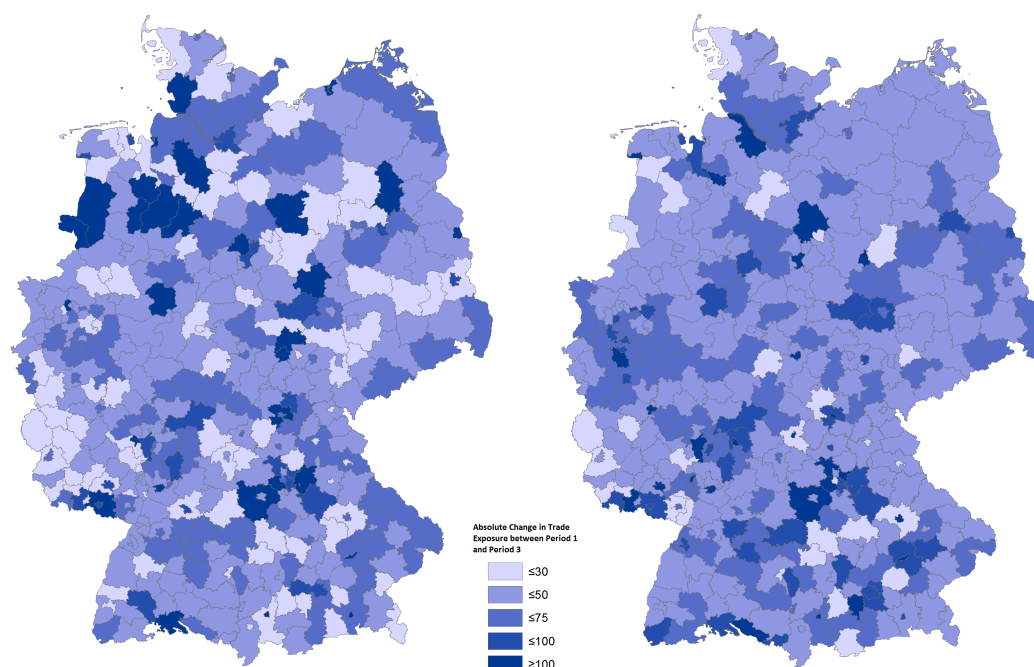 Absolute Change in Trade
Exposure between Period 1
and Period 3
≤30
≤50
≤75
≤100
≥100